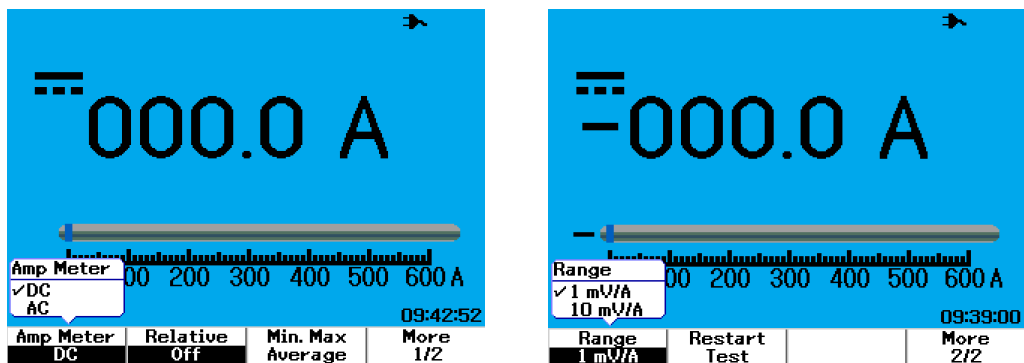 000.0 A
00 200 300 400 500 600 A
Amp Meter
✓DC
AC
09:42:52
Amp Meter Relative Min. Max More
DC Off Average 1/2
-000.0 A
00 200 300 400 500 600 A
Range
✓1 mV/A
10 mV/A
09:39:00
Range Restart More
1 mV/A Test 2/2